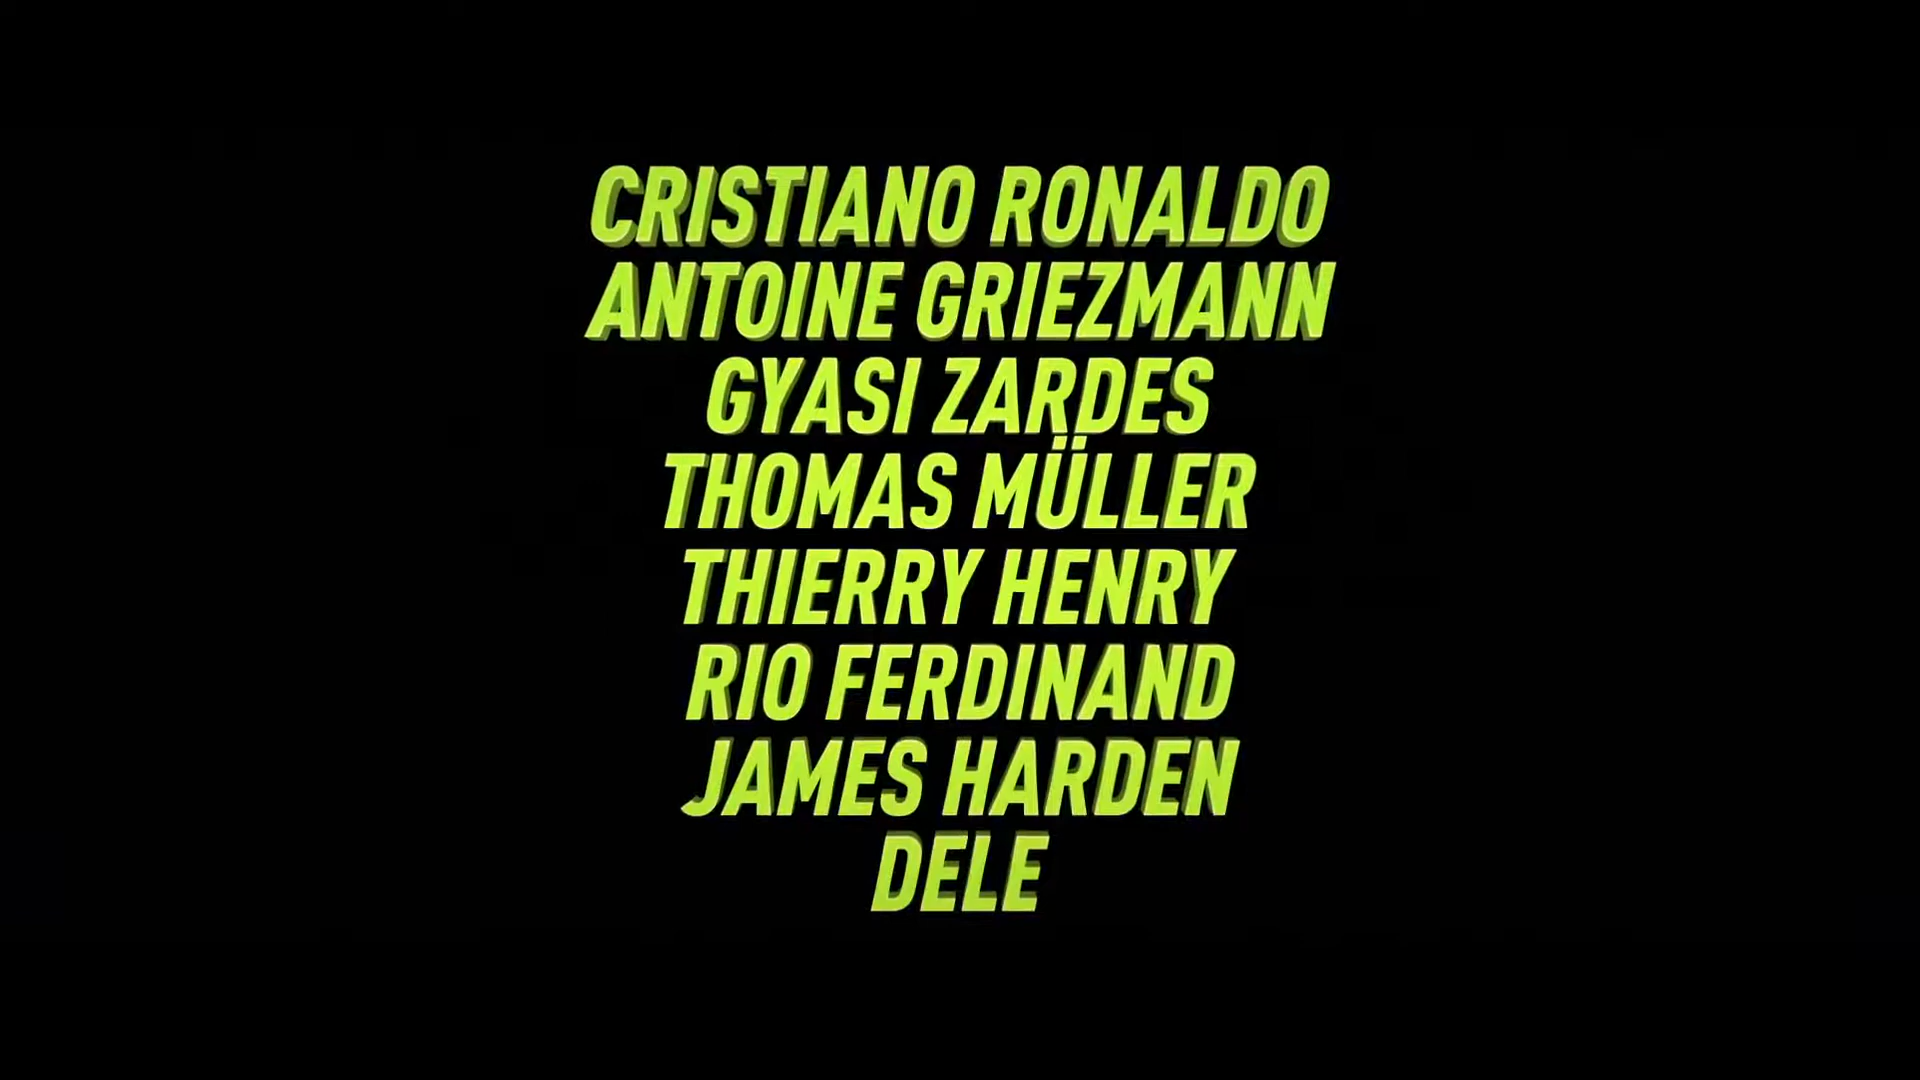 CRISTIANO RONALDO
ANTOINE GRIEZMANN
GYASI ZARDES
THOMAS MÜLLER
THIERRY HENRY
RIO FERDINAND
JAMES HARDEN
DELE